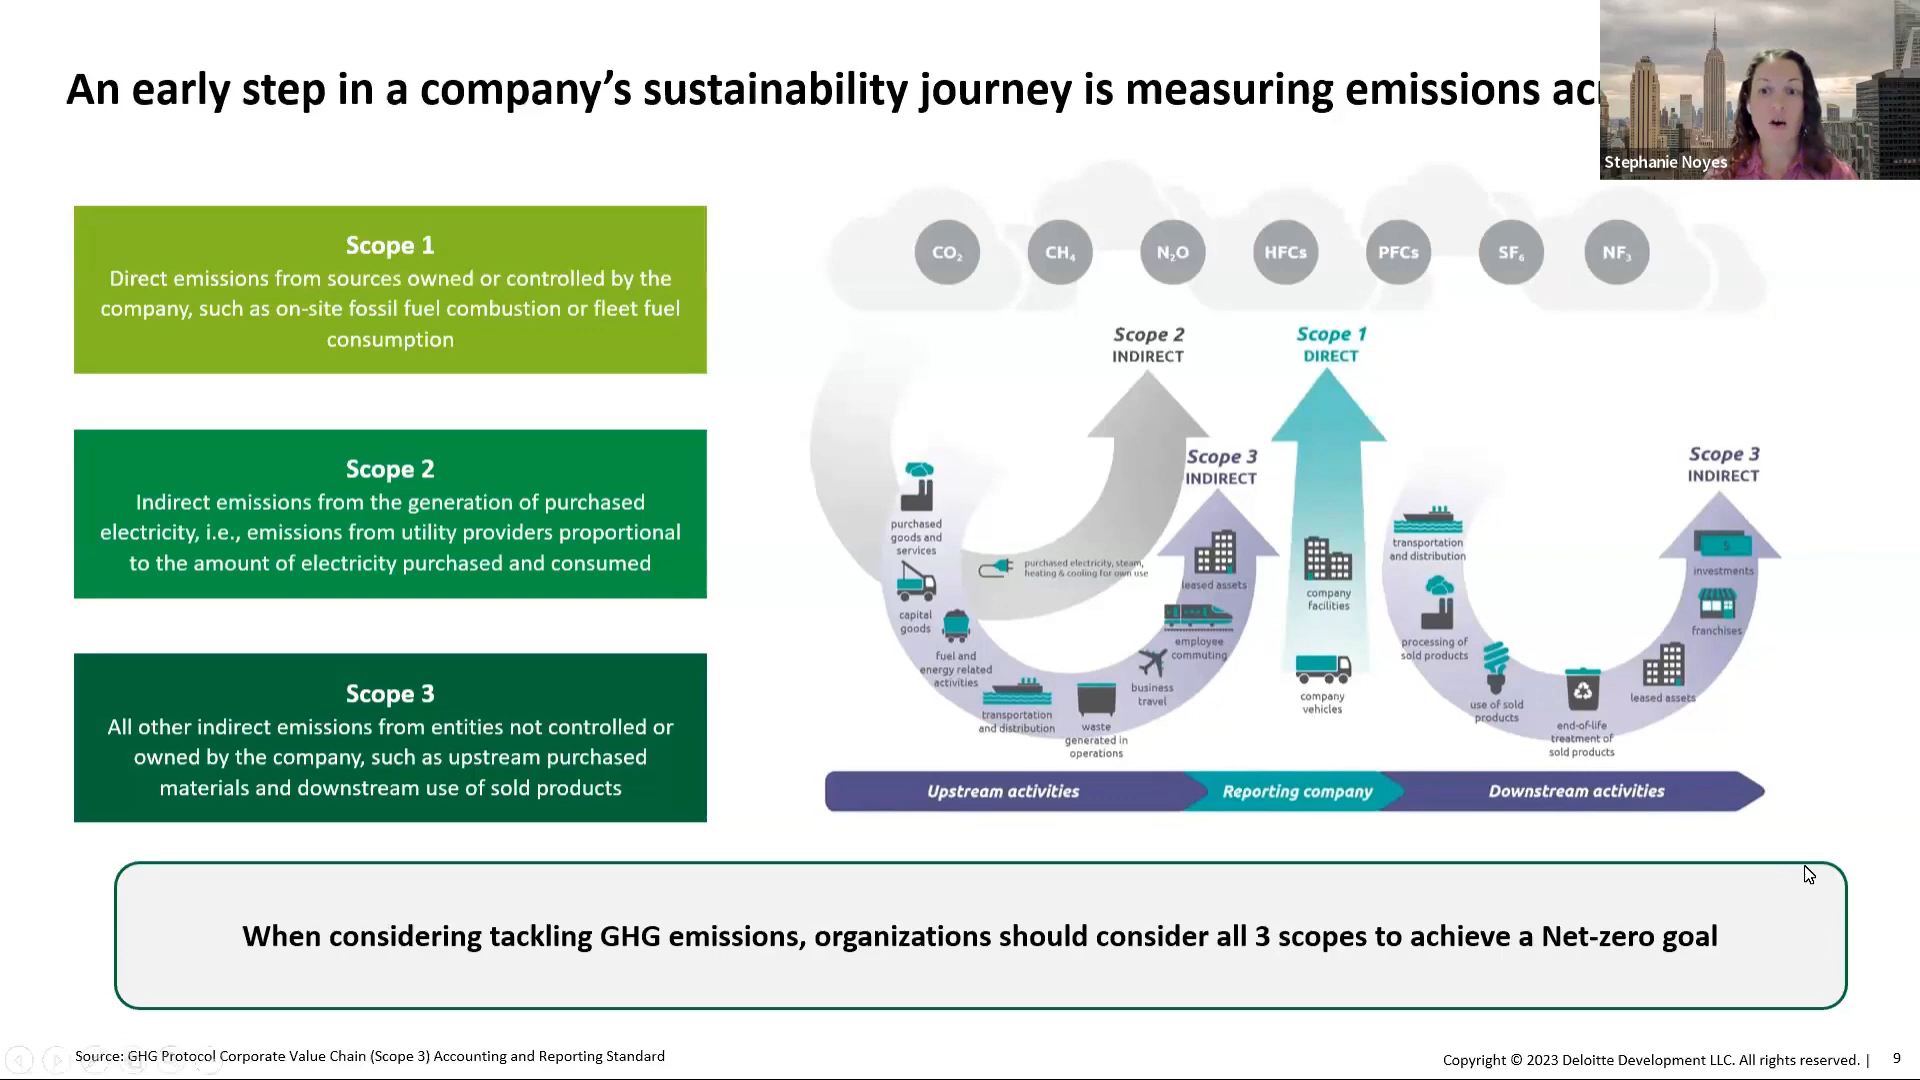 An early step in a company’s sustainability journey is measuring emissions
Stephanie Noyes
Scope 1
Direct emissions from sources owned or controlled by the
company, such as on-site fossil fuel combustion or fleet fuel
consumption
Scope 2
Indirect emissions from the generation of purchased
electricity, i.e., emissions from utility providers proportional
to the amount of electricity purchased and consumed
Scope 3
All other indirect emissions from entities not controlled or
owned by the company, such as upstream purchased
materials and downstream use of sold products
CO₂
CH₄
N₂O
HFCs
PFCs
SF₆
NF₃
Scope 2
INDIRECT
Scope 1
DIRECT
Scope 3
INDIRECT
Scope 3
INDIRECT
purchased
goods and
services
capital
goods
fuel and
energy related
activities
transportation
and distribution
waste
generated in
operations
business
travel
employee
commuting
leased assets
purchased electricity, steam,
heating & cooling for own use
company
facilities
company
vehicles
transportation
and distribution
processing of
sold products
use of sold
products
end-of-life
treatment of
sold products
leased assets
franchises
$
investments
Upstream activities
Reporting company
Downstream activities
When considering tackling GHG emissions, organizations should consider all 3 scopes to achieve a Net-zero goal
Source: GHG Protocol Corporate Value Chain (Scope 3) Accounting and Reporting Standard
Copyright © 2023 Deloitte Development LLC. All rights reserved. |
9